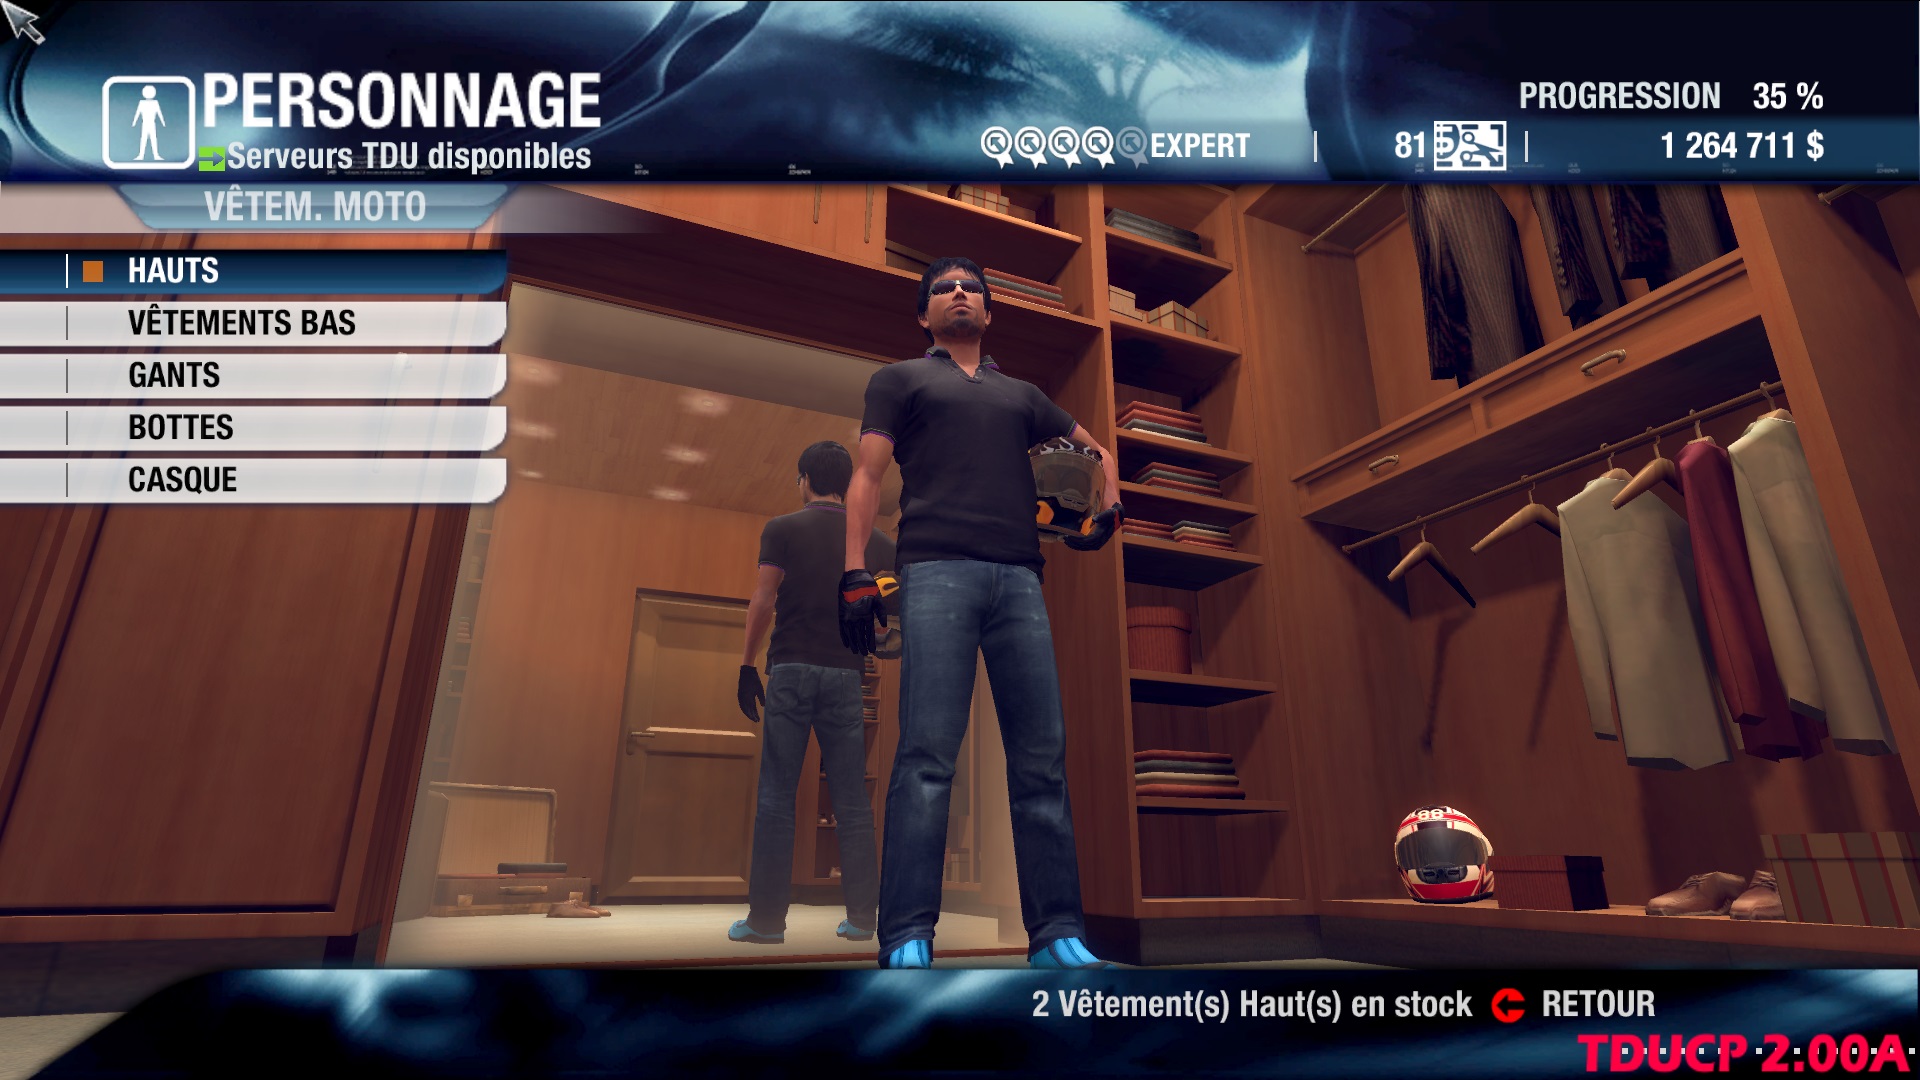 PERSONNAGE
Serveurs TDU disponibles
PROGRESSION 35 %
EXPERT
81
1 264 711 $
VÊTEM. MOTO
HAUTS
VÊTEMENTS BAS
GANTS
BOTTES
CASQUE
2 Vêtement(s) Haut(s) en stock
RETOUR
TDUCP 2.00A